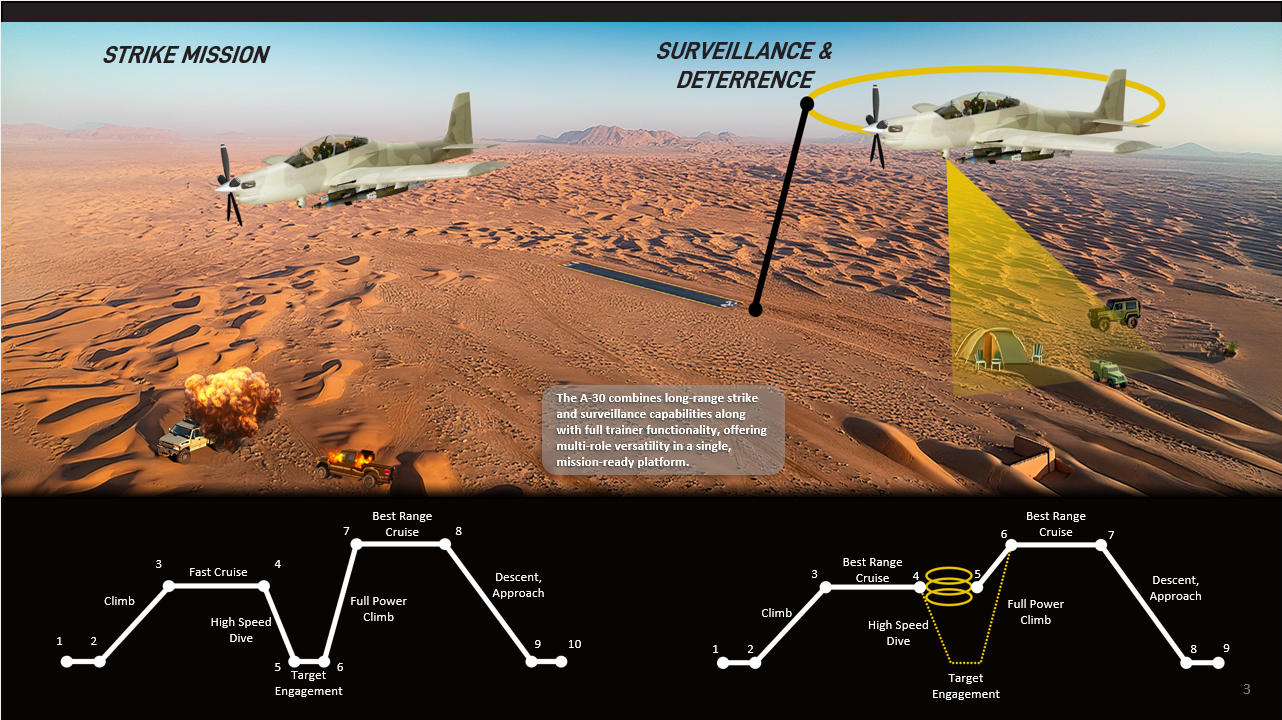 STRIKE MISSION
SURVEILLANCE &
DETERRENCE
The A-30 combines long-range strike
and surveillance capabilities along
with full trainer functionality, offering
multi-role versatility in a single,
mission-ready platform.
1
2
Climb
3
Fast Cruise
4
High Speed
Dive
5
Target
Engagement
6
Full Power
Climb
7
Best Range
Cruise
8
Descent,
Approach
9
10
1
2
Climb
3
Best Range
Cruise
4
5
High Speed
Dive
Target
Engagement
Full Power
Climb
6
Best Range
Cruise
7
Descent,
Approach
8
9
3